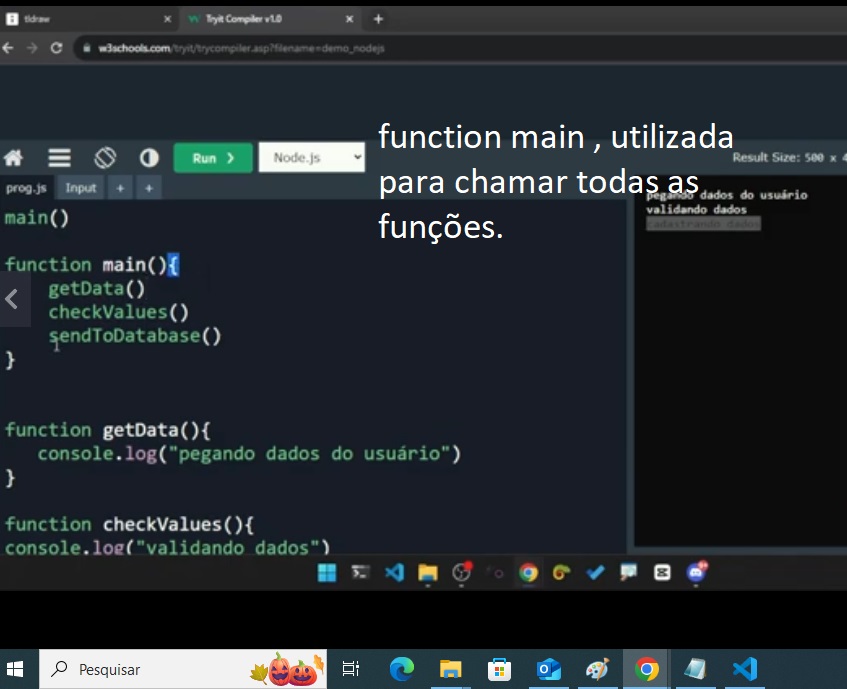 tldraw
Tryit Compiler v1.0
w3schools.com/tryit/trycompiler.asp?filename=demo_nodejs
function main , utilizada
para chamar todas as
funções.
Run ❯
Node.js
Result Size: 500 x 4
prog.js Input + +
main()
function main(){
getData()
checkValues()
sendToDatabase()
}
function getData(){
console.log("pegando dados do usuário")
}
function checkValues(){
console.log("validando dados")
pegando dados do usuário
validando dados
cadastrando dados
Pesquisar